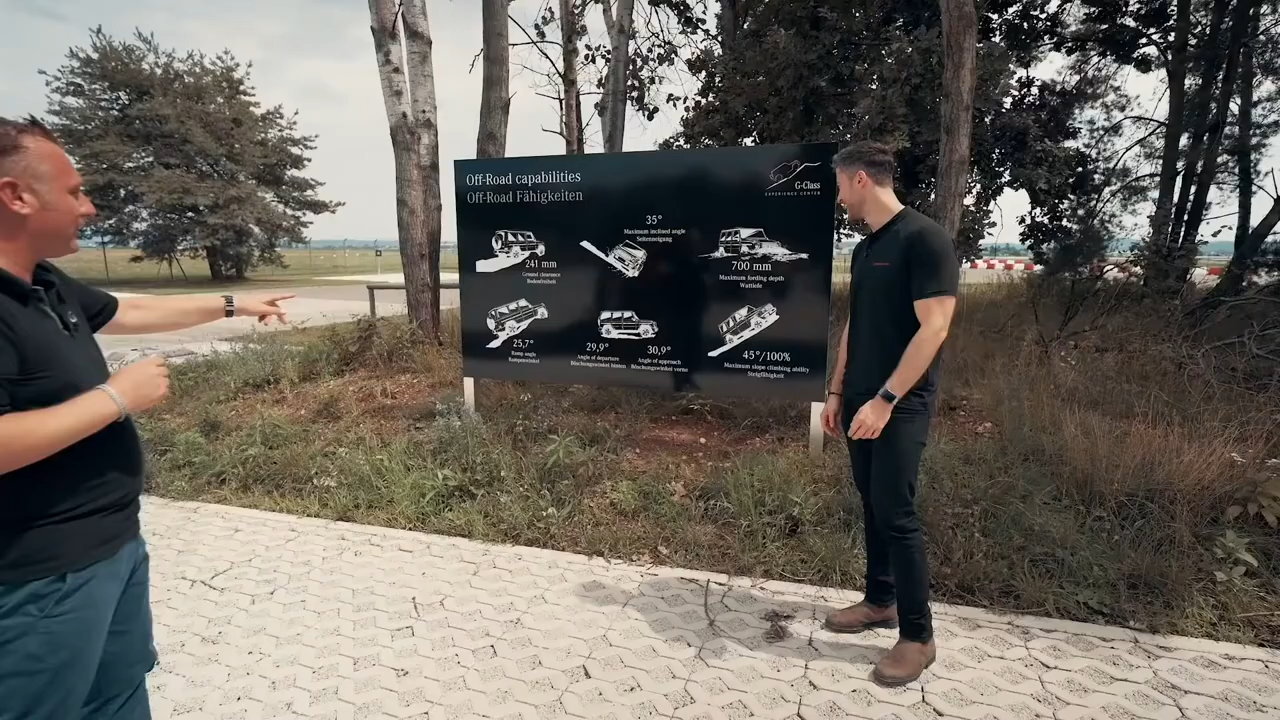 Off-Road capabilities
Off-Road Fähigkeiten
G-Class
EXPERIENCE CENTER
241 mm
Ground clearance
Bodenfreiheit
35°
Maximum inclined angle
Seitenneigung
700 mm
Maximum fording depth
Wattiefe
25,7°
Ramp angle
Rampenwinkel
29,9°
Angle of departure
Böschungswinkel hinten
30,9°
Angle of approach
Böschungswinkel vorne
45°/100%
Maximum slope climbing ability
Steigfähigkeit